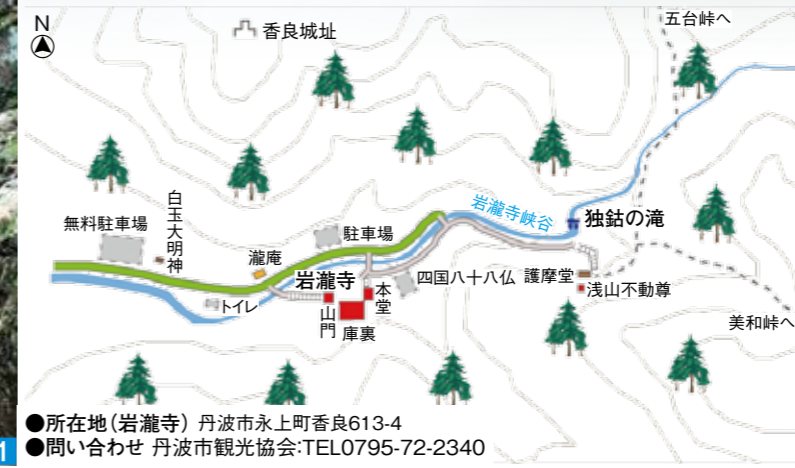 N
香良城址
五台峠へ
岩瀧寺峡谷
独鈷の滝
白玉大明神
無料駐車場
駐車場
瀧庵
岩瀧寺
四国八十八仏
護摩堂
トイレ
本堂
浅山不動尊
山門
庫裏
美和峠へ
●所在地(岩瀧寺) 丹波市氷上町香良613-4
●問い合わせ 丹波市観光協会:TEL0795-72-2340
1